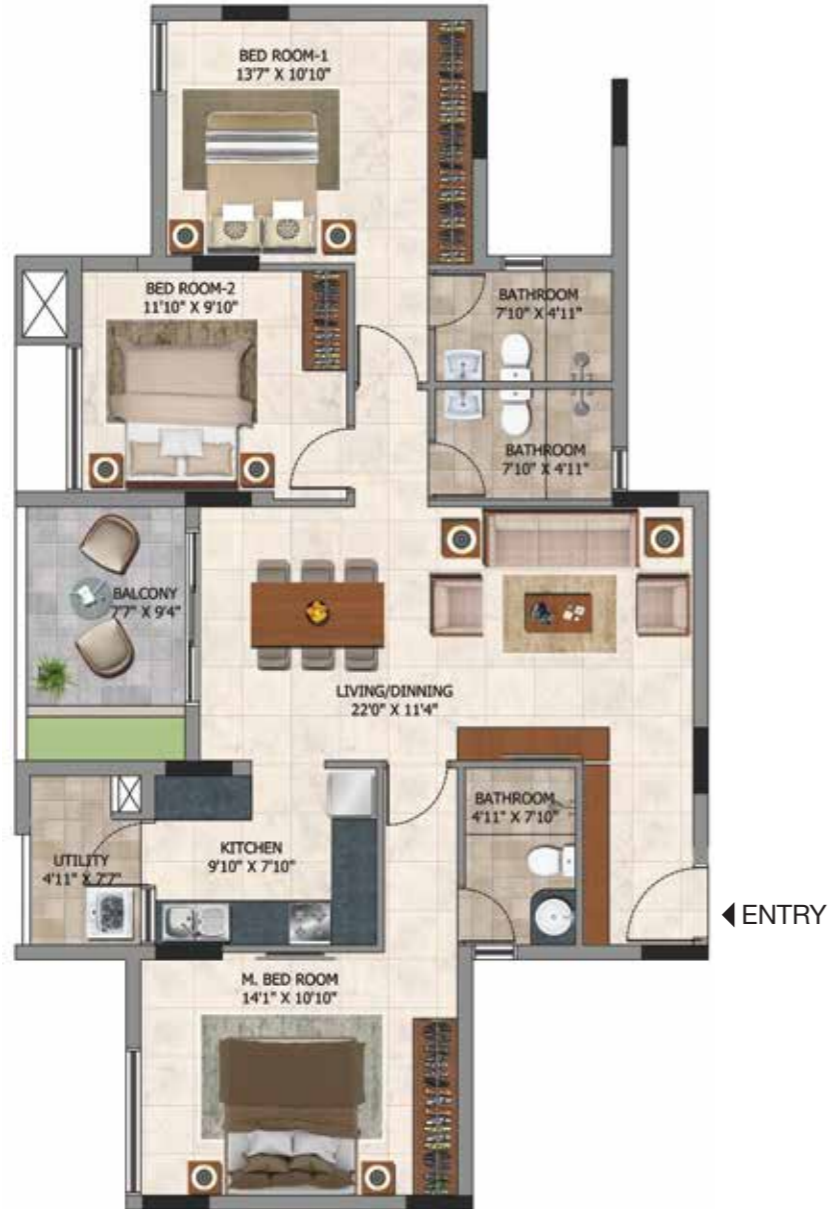 BED ROOM-1
13'7" X 10'10"
BED ROOM-2
11'10" X 9'10"
BATHROOM
7'10" X 4'11"
BATHROOM
7'10" X 4'11"
BALCONY
7'7" X 9'4"
LIVING/DINNING
22'0" X 11'4"
BATHROOM
4'11" X 7'10"
KITCHEN
9'10" X 7'10"
UTILITY
4'11" X 7'7"
ENTRY
M. BED ROOM
14'1" X 10'10"